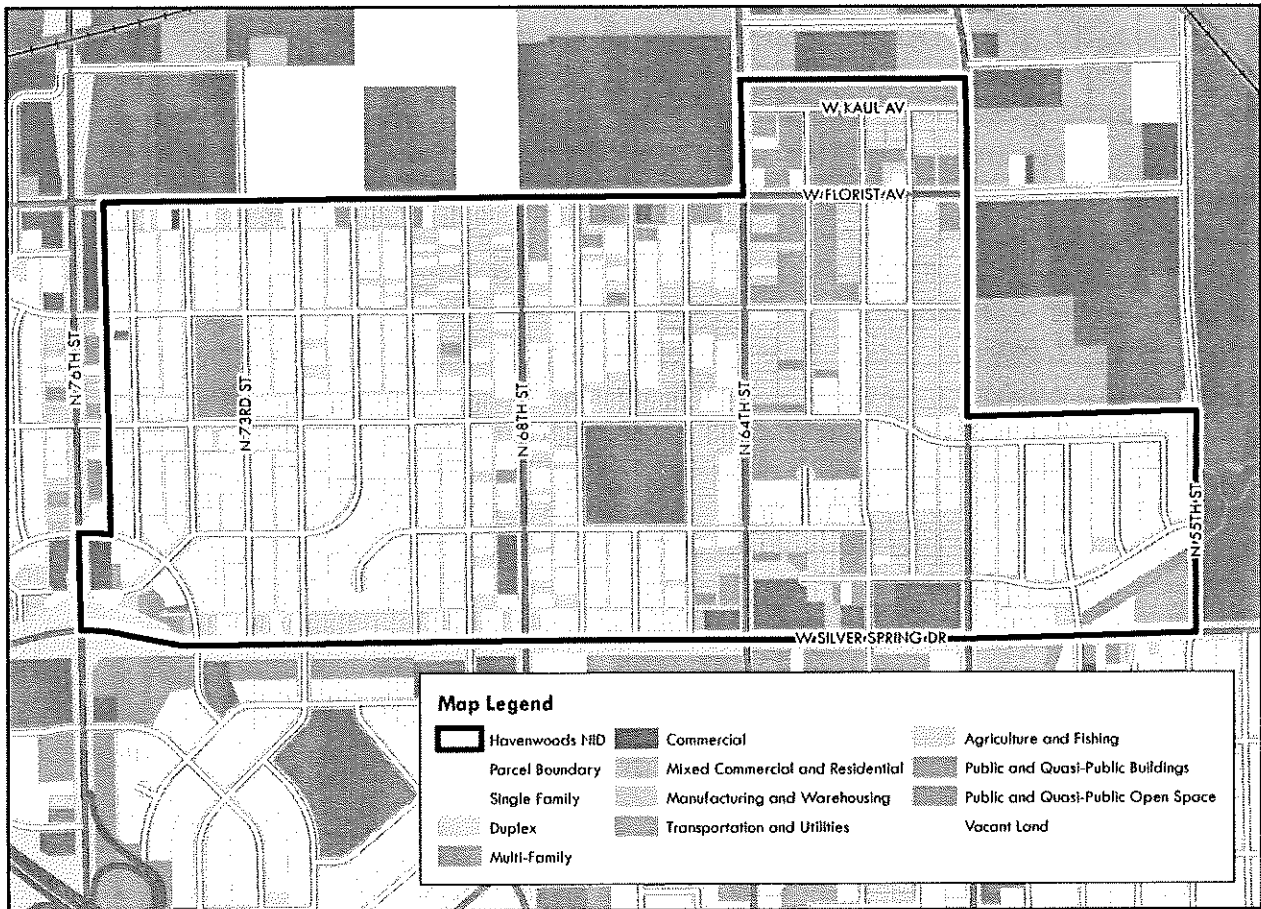 W KAUL AV
W FLORIST AV
N 76TH ST
N 73RD ST
N 68TH ST
N 64TH ST
N 55TH ST
W SILVER SPRING DR
Map Legend
Havenwoods NID
Parcel Boundary
Single Family
Duplex
Multi-Family
Commercial
Mixed Commercial and Residential
Manufacturing and Warehousing
Transportation and Utilities
Agriculture and Fishing
Public and Quasi-Public Buildings
Public and Quasi-Public Open Space
Vacant Land